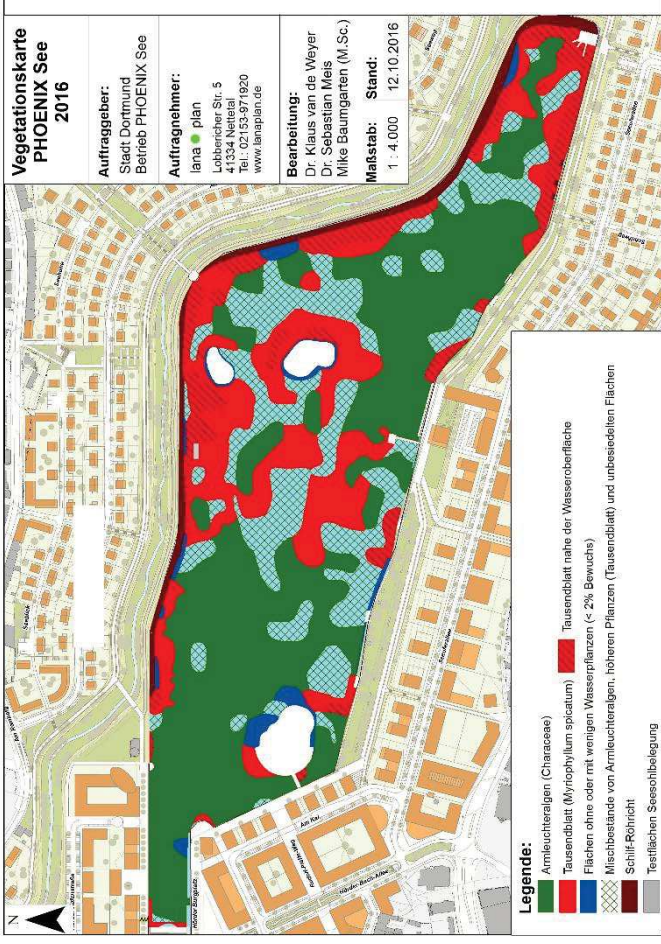 Vegetationskarte
PHOENIX See
2016
Auftraggeber:
Stadt Dortmund
Betrieb PHOENIX See
Auftragnehmer:
lana plan
Lobbericher Str. 5
41334 Nettetal
Tel.: 02153-971920
www.lanaplan.de
Bearbeitung:
Dr. Klaus van de Weyer
Dr. Sebastian Meis
Mike Baumgarten (M.Sc.)
Maßstab: Stand:
1 : 4.000 12.10.2016
N
Am Kai
Hörder-Bach-Allee
Legende:
Armleuchteralgen (Characeae)
Tausendblatt (Myriophyllum spicatum) Tausendblatt nahe der Wasseroberfläche
Flächen ohne oder mit wenigen Wasserpflanzen (< 2% Bewuchs)
Mischbestände von Armleuchteralgen, höheren Pflanzen (Tausendblatt) und unbesiedelten Flächen
Schilf-Röhricht
Testflächen Seesohlbelegung